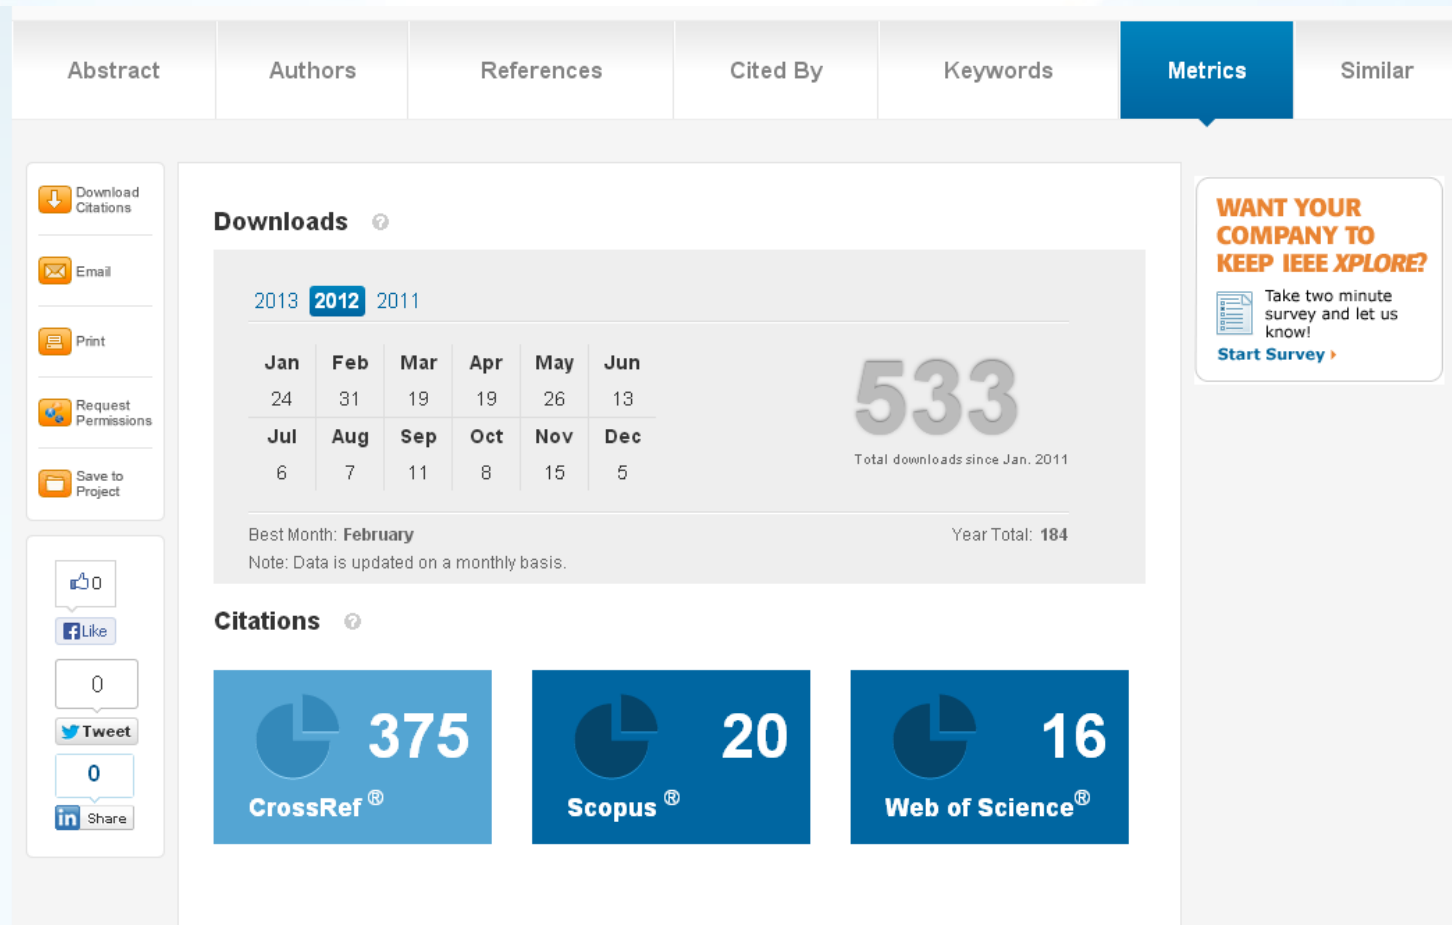 Abstract Authors References Cited By Keywords Metrics Similar
Download
Citations
Email
Print
Request
Permissions
Save to
Project
0
Like
0
Tweet
0
in Share
Downloads ?
2013 2012 2011
Jan Feb Mar Apr May Jun
24 31 19 19 26 13
Jul Aug Sep Oct Nov Dec
6 7 11 8 15 5
533
Total downloads since Jan. 2011
Best Month: February Year Total: 184
Note: Data is updated on a monthly basis.
Citations ?
375
CrossRef ®
20
Scopus ®
16
Web of Science®
WANT YOUR
COMPANY TO
KEEP IEEE XPLORE?
Take two minute
survey and let us
know!
Start Survey